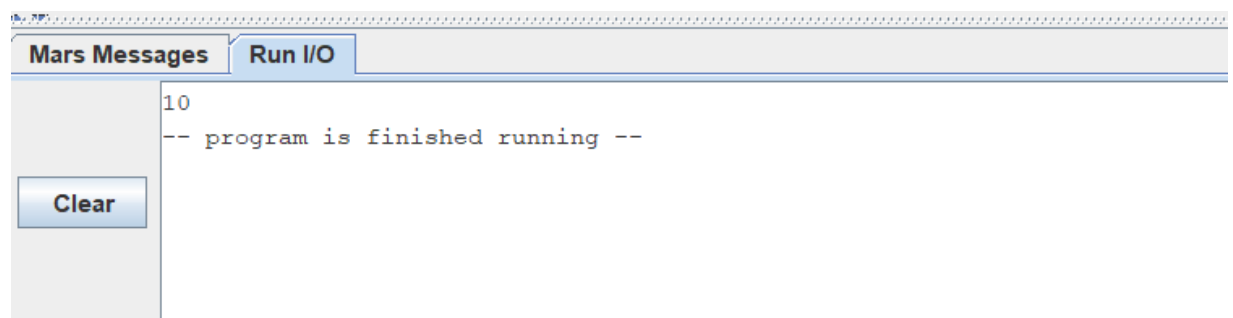 Mars Messages Run I/O
10
-- program is finished running --
Clear